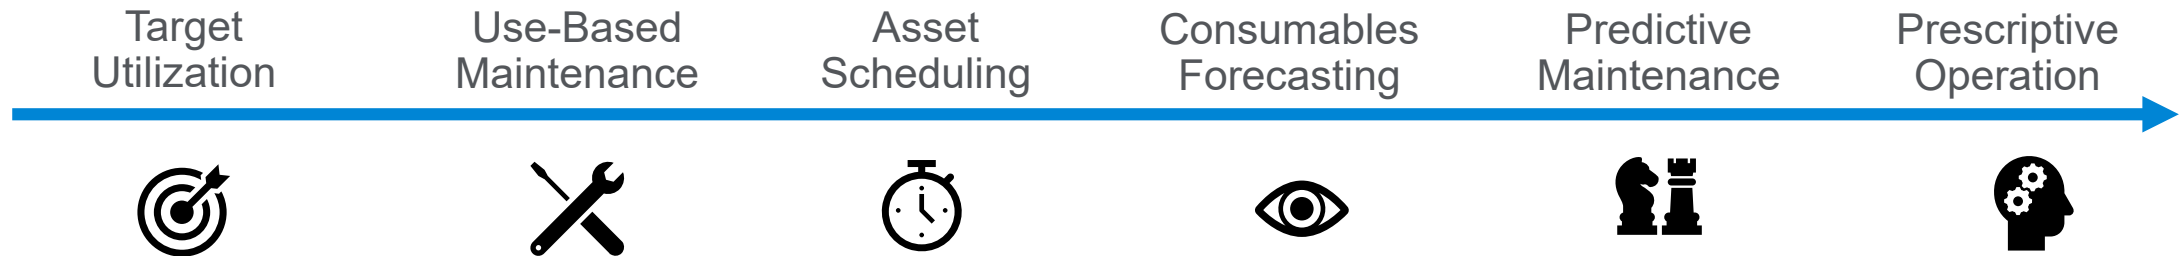 Target
Utilization
Use-Based
Maintenance
Asset
Scheduling
Consumables
Forecasting
Predictive
Maintenance
Prescriptive
Operation